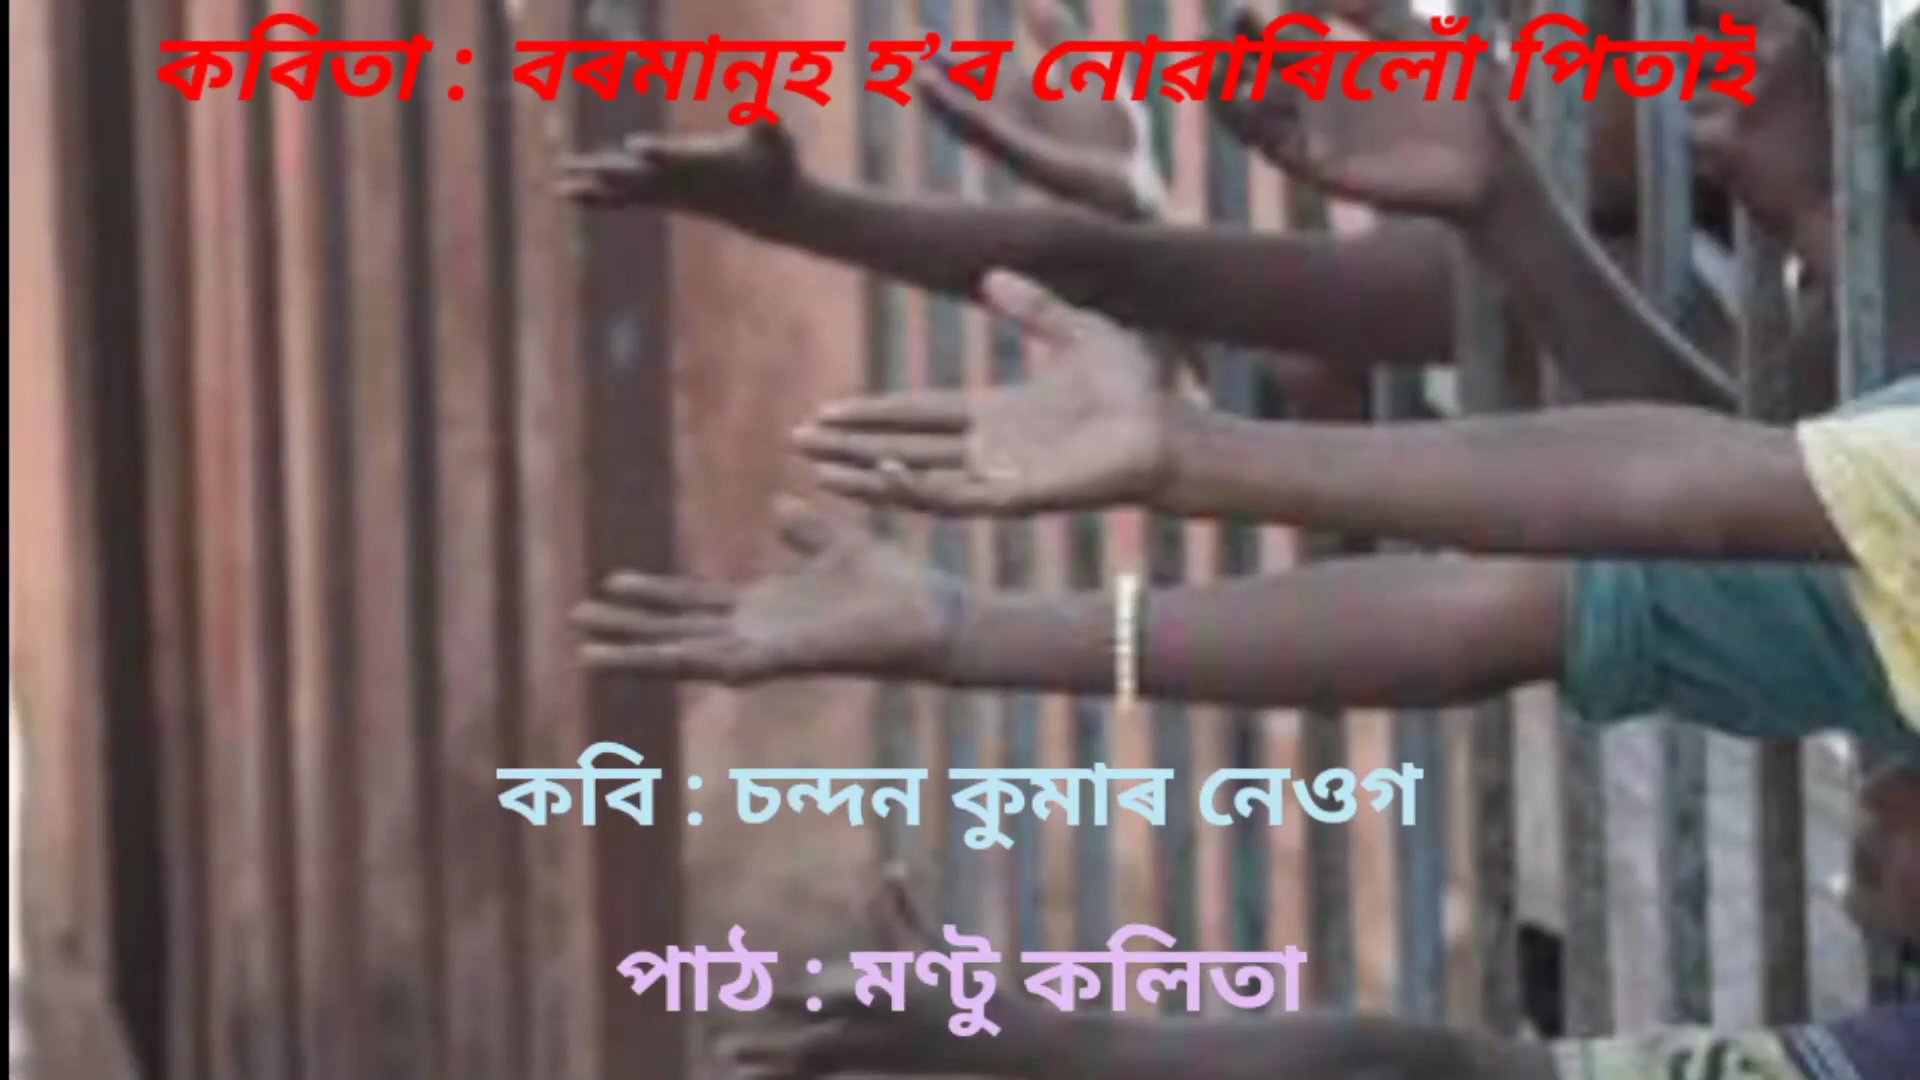 কবিতা : বৰমানুহ হ’ব নোৱাৰিলোঁ পিতাই
কবি : চন্দন কুমাৰ নেওগ
পাঠ : মণ্টু কলিতা